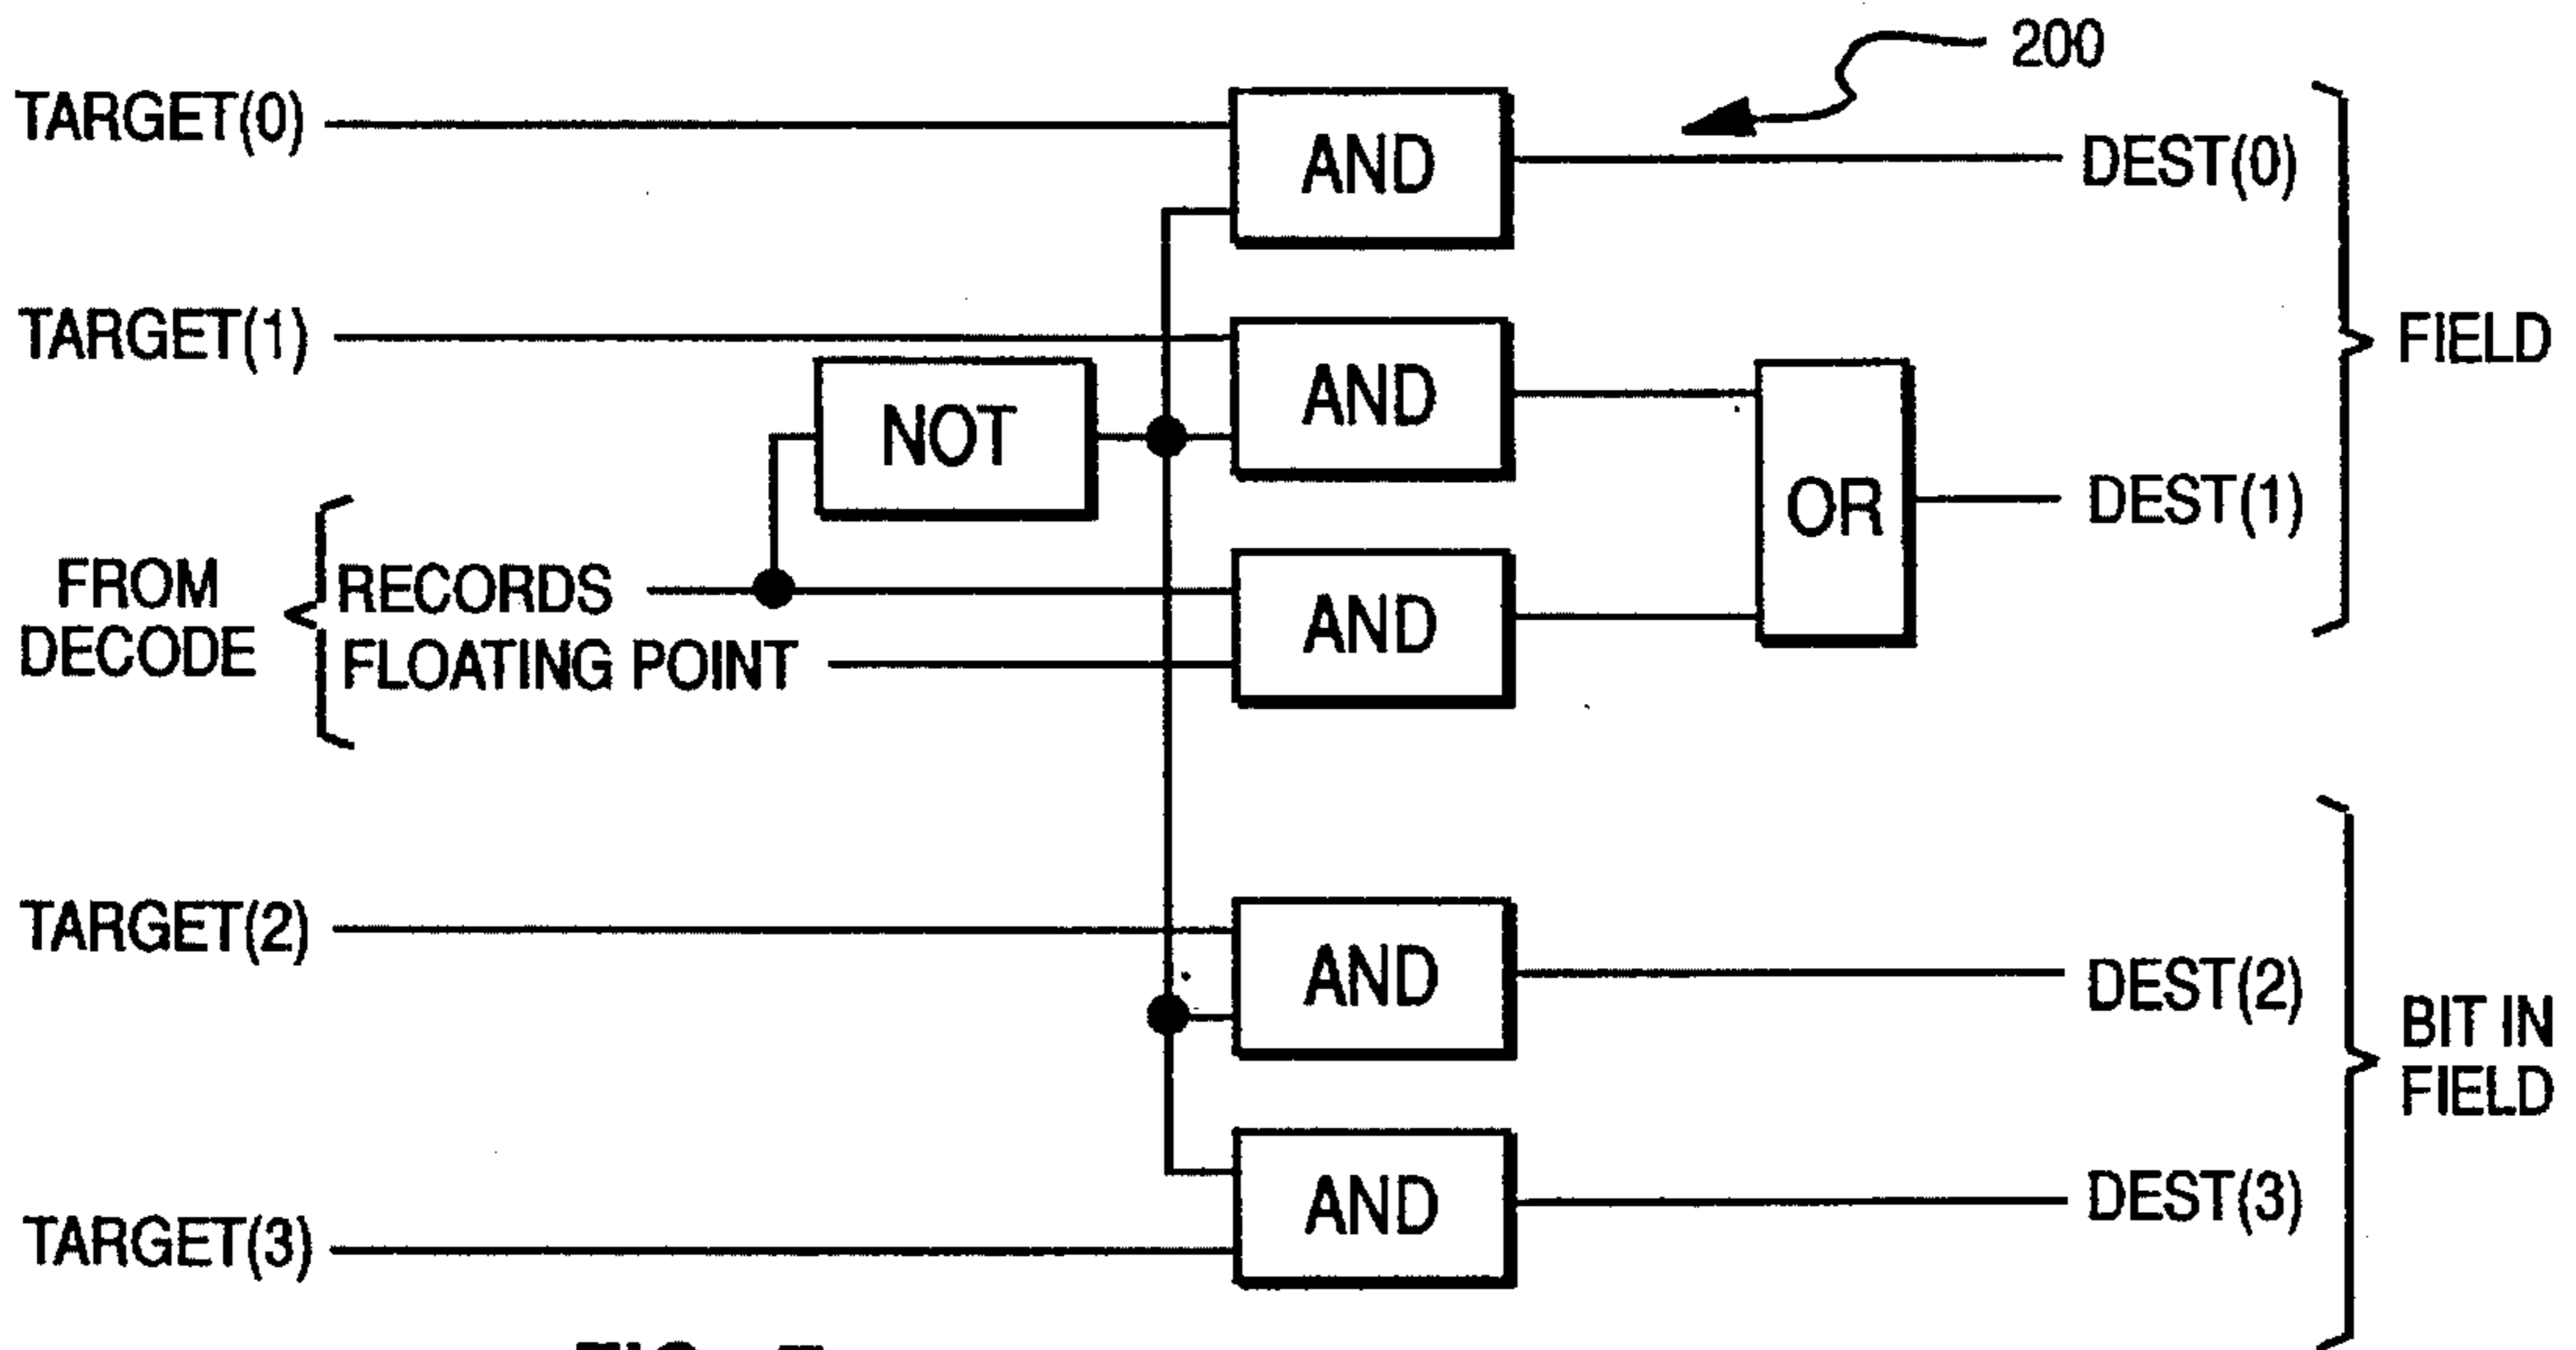 200
TARGET(0)
AND
DEST(0)
TARGET(1)
AND
FIELD
NOT
OR
DEST(1)
FROM
DECODE
RECORDS
FLOATING POINT
AND
TARGET(2)
AND
DEST(2)
BIT IN
FIELD
AND
DEST(3)
TARGET(3)